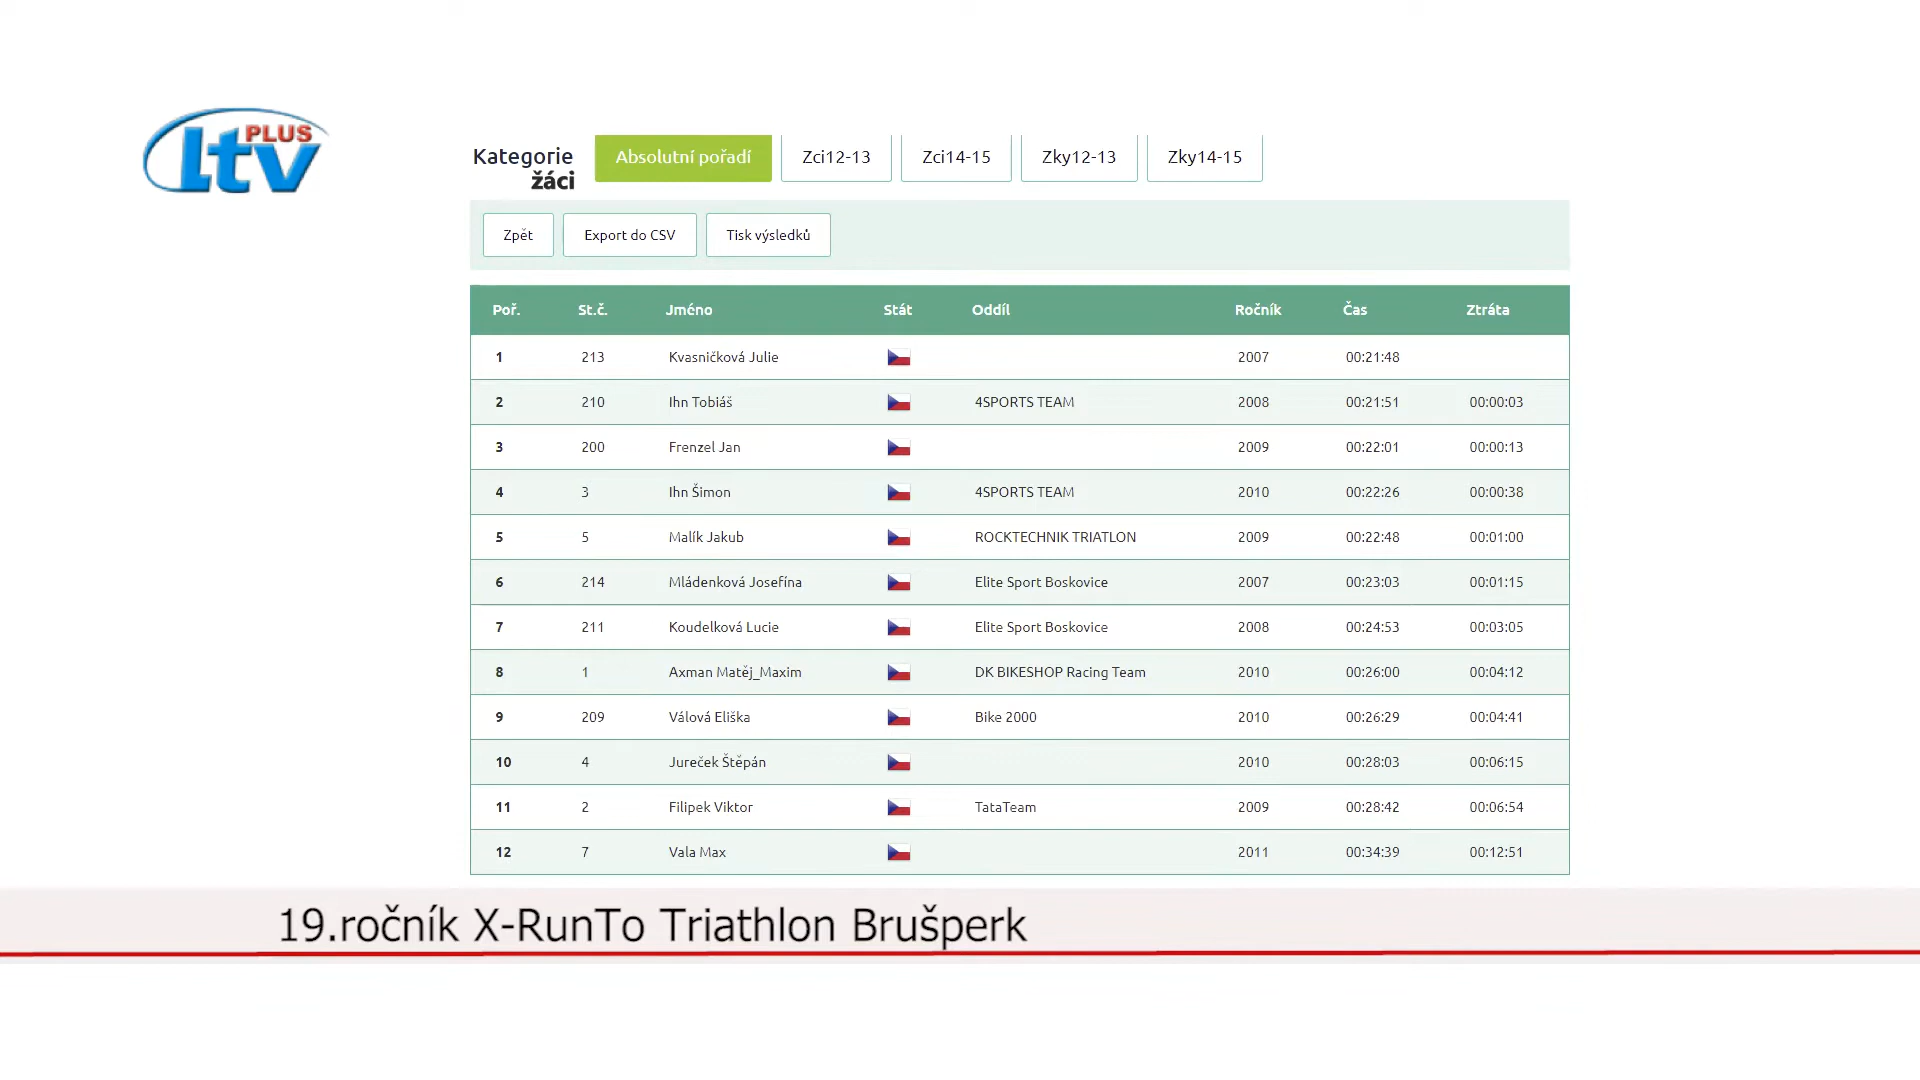 ltv PLUS
Kategorie žáci Absolutní pořadí Zci12-13 Zci14-15 Zky12-13 Zky14-15
Zpět Export do CSV Tisk výsledků
Poř. St.č. Jméno Stát Oddíl Ročník Čas Ztráta
1 213 Kvasničková Julie 2007 00:21:48
2 210 Ihn Tobiáš 4SPORTS TEAM 2008 00:21:51 00:00:03
3 200 Frenzel Jan 2009 00:22:01 00:00:13
4 3 Ihn Šimon 4SPORTS TEAM 2010 00:22:26 00:00:38
5 5 Malík Jakub ROCKTECHNIK TRIATLON 2009 00:22:48 00:01:00
6 214 Mládenková Josefína Elite Sport Boskovice 2007 00:23:03 00:01:15
7 211 Koudelková Lucie Elite Sport Boskovice 2008 00:24:53 00:03:05
8 1 Axman Matěj_Maxim DK BIKESHOP Racing Team 2010 00:26:00 00:04:12
9 209 Válová Eliška Bike 2000 2010 00:26:29 00:04:41
10 4 Jureček Štěpán 2010 00:28:03 00:06:15
11 2 Filipek Viktor TataTeam 2009 00:28:42 00:06:54
12 7 Vala Max 2011 00:34:39 00:12:51
19.ročník X-RunTo Triathlon Brušperk